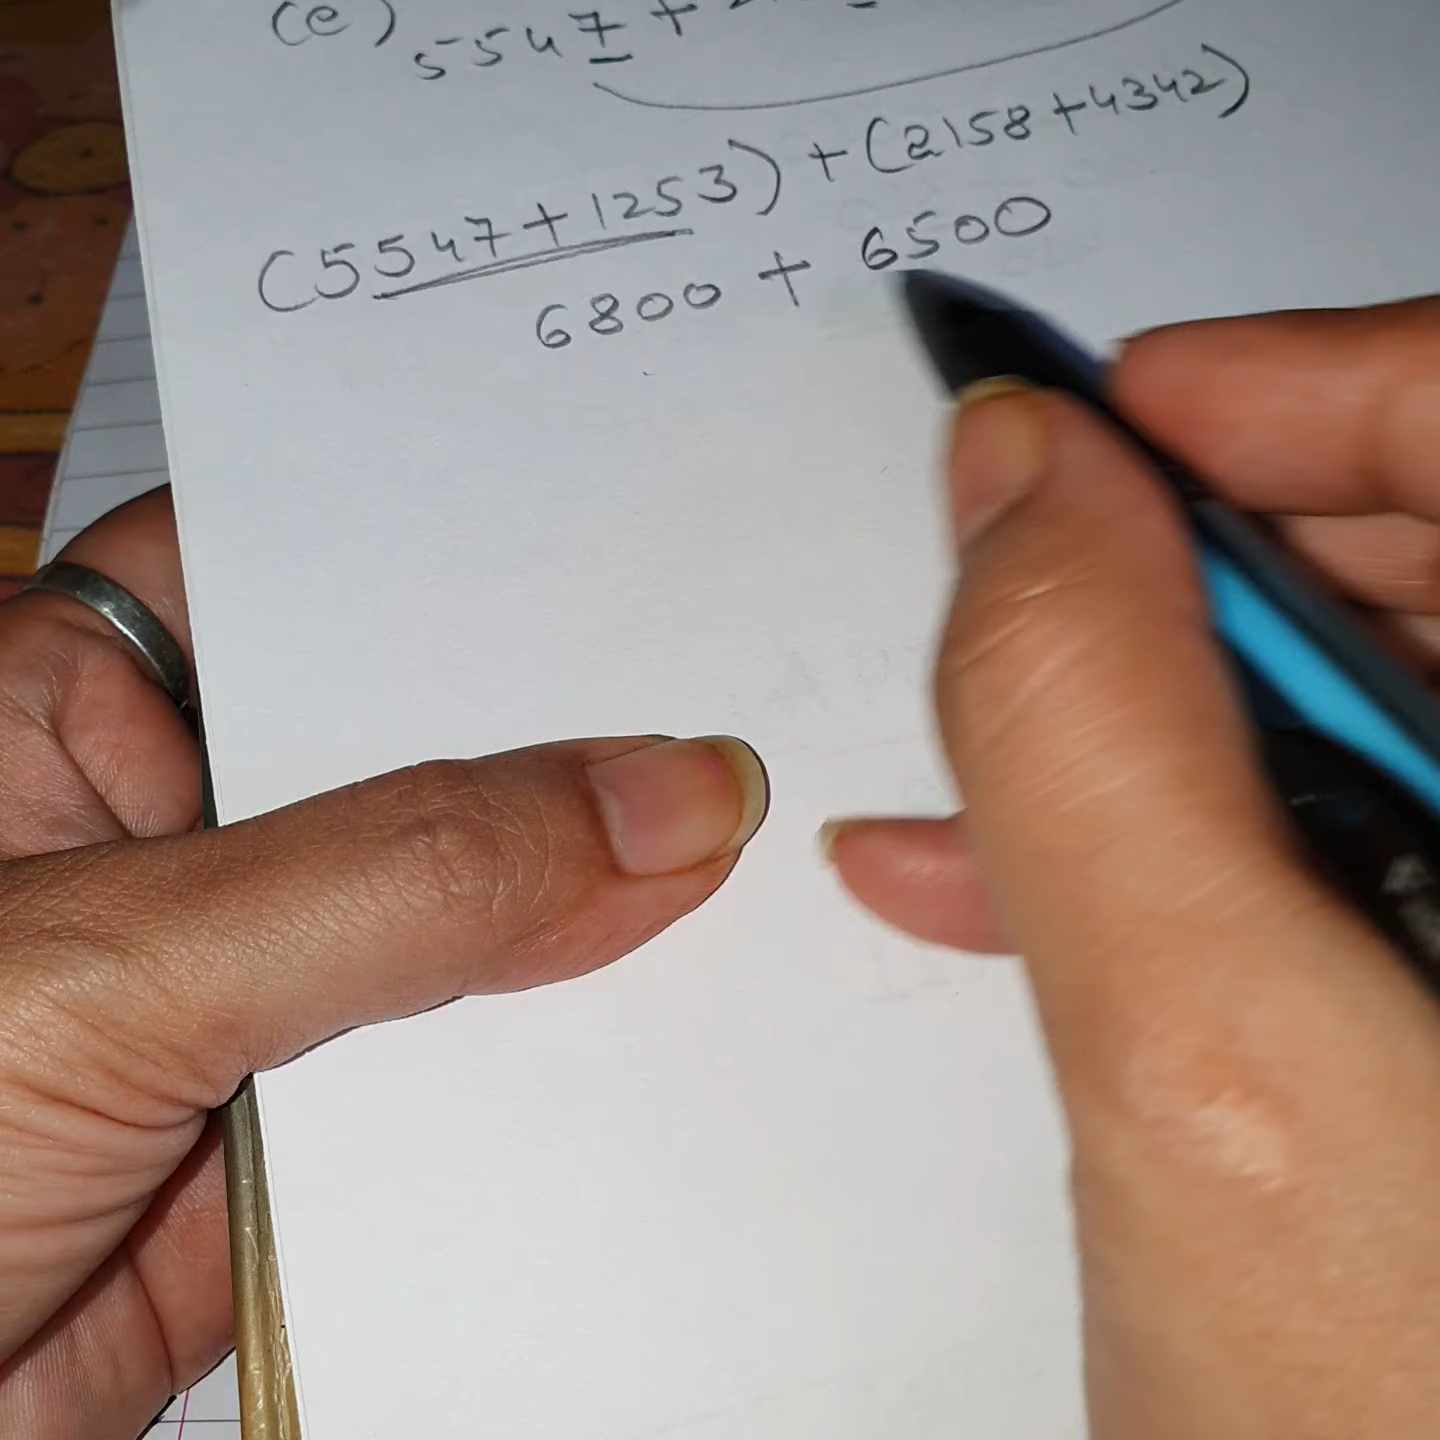 (e) 5547 +
(5547+1253) + (2158+4342)
6800 + 6500